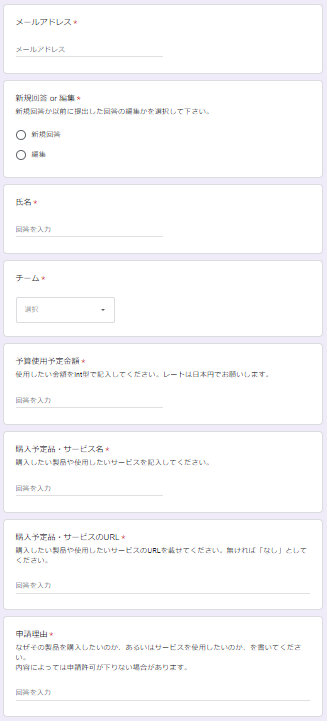 メールアドレス *
メールアドレス
新規回答 or 編集 *
新規回答か以前に提出した回答の編集かを選択して下さい。
新規回答
編集
氏名 *
回答を入力
チーム *
選択
予算使用予定金額 *
使用したい金額をint型で記入してください。レートは日本円でお願いします。
回答を入力
購入予定品・サービス名 *
購入したい製品や使用したいサービスを記入してください。
回答を入力
購入予定品・サービスのURL *
購入したい製品や使用したいサービスのURLを載せてください。無ければ「なし」として
ください。
回答を入力
申請理由 *
なぜその製品を購入したいのか、あるいはサービスを使用したいのか、を書いてくださ
い。
内容によっては申請許可が下りない場合があります。
回答を入力